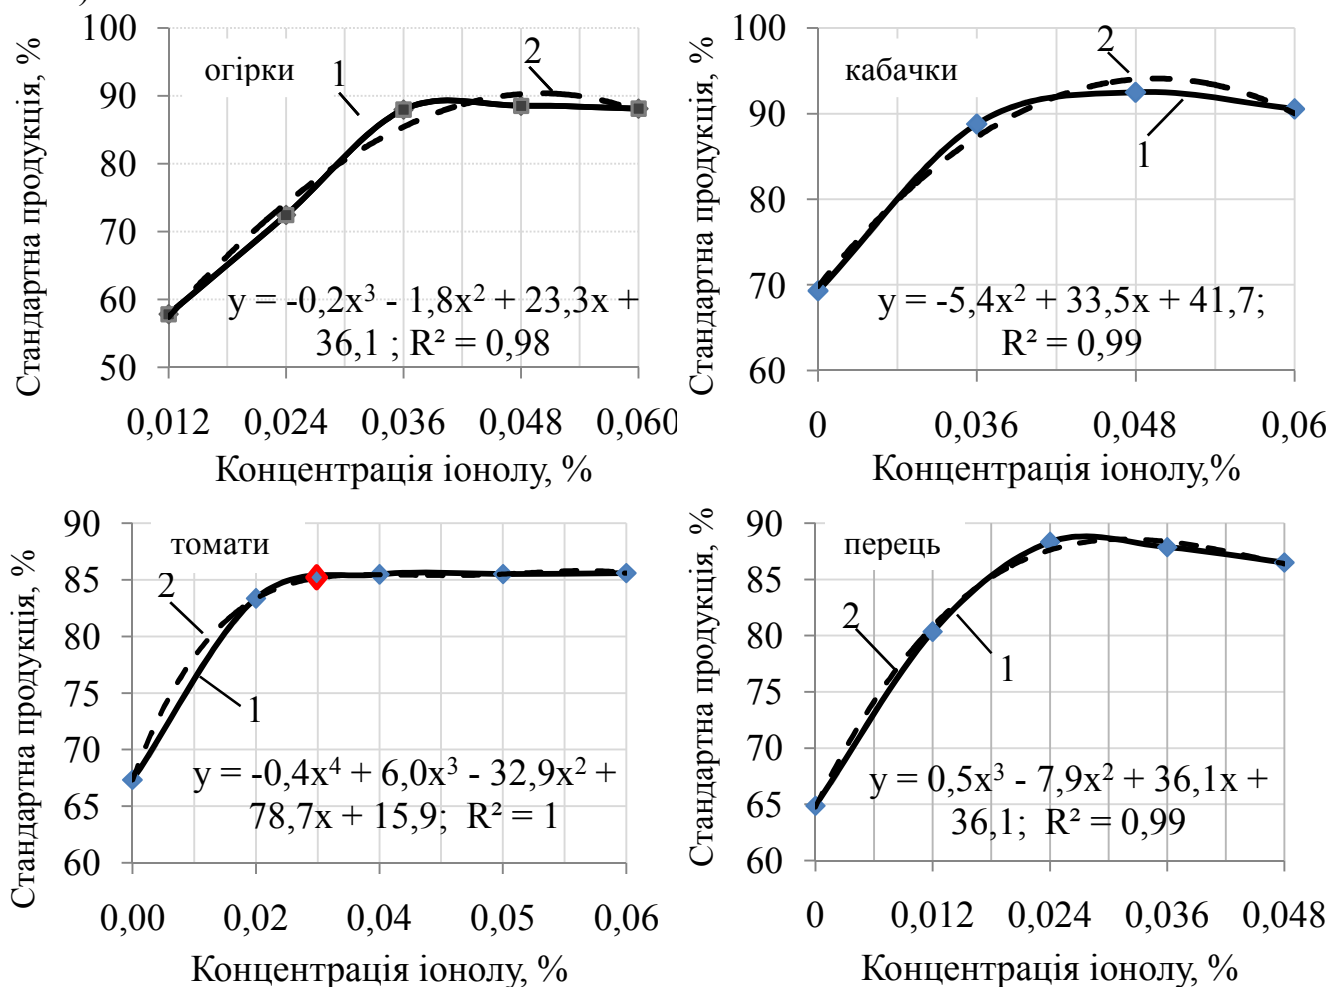 )
Стандартна продукція, %
100
90
80
70
60
50
огірки
1
2
y = -0,2x³ - 1,8x² + 23,3x +
36,1 ; R² = 0,98
0,012 0,024 0,036 0,048 0,060
Концентрація іонолу, %
Стандартна продукція, %
100
90
80
70
60
кабачки
2
1
y = -5,4x² + 33,5x + 41,7;
R² = 0,99
0 0,036 0,048 0,06
Концентрація іонолу,%
Стандартна продукція, %
90
85
80
75
70
65
60
томати
2
1
y = -0,4x⁴ + 6,0x³ - 32,9x² +
78,7x + 15,9; R² = 1
0,00 0,02 0,04 0,05 0,06
Концентрація іонолу, %
Стандартна продукція, %
90
85
80
75
70
65
60
перець
2
1
y = 0,5x³ - 7,9x² + 36,1x +
36,1; R² = 0,99
0 0,012 0,024 0,036 0,048
Концентрація іонолу, %